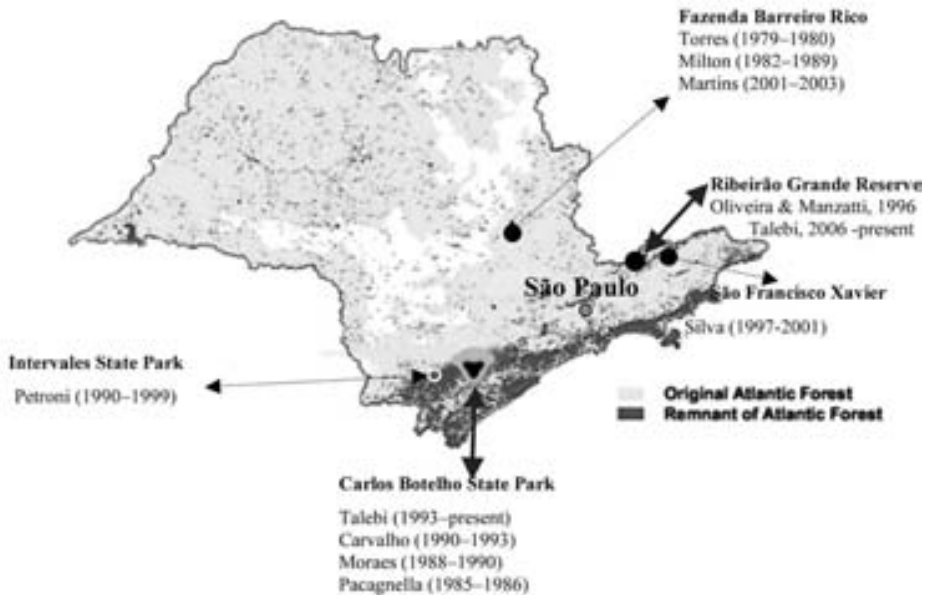 Fazenda Barreiro Rico
Torres (1979–1980)
Milton (1982–1989)
Martins (2001–2003)
Ribeirão Grande Reserve
Oliveira & Manzatti, 1996
Talebi, 2006 -present
São Paulo
São Francisco Xavier
Silva (1997-2001)
Intervales State Park
Petroni (1990–1999)
Original Atlantic Forest
Remnant of Atlantic Forest
Carlos Botelho State Park
Talebi (1993–present)
Carvalho (1990–1993)
Moraes (1988–1990)
Pacagnella (1985–1986)